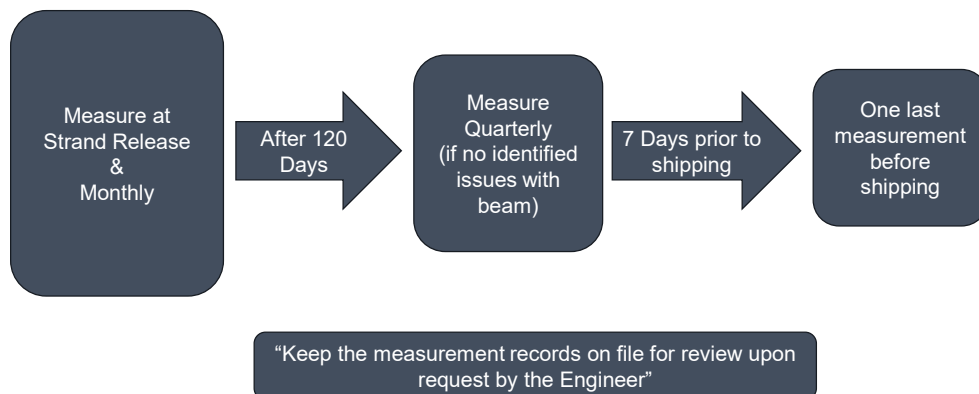 Measure at
Strand Release
&
Monthly
After 120
Days
Measure
Quarterly
(if no identified
issues with
beam)
7 Days prior to
shipping
One last
measurement
before
shipping
“Keep the measurement records on file for review upon
request by the Engineer”